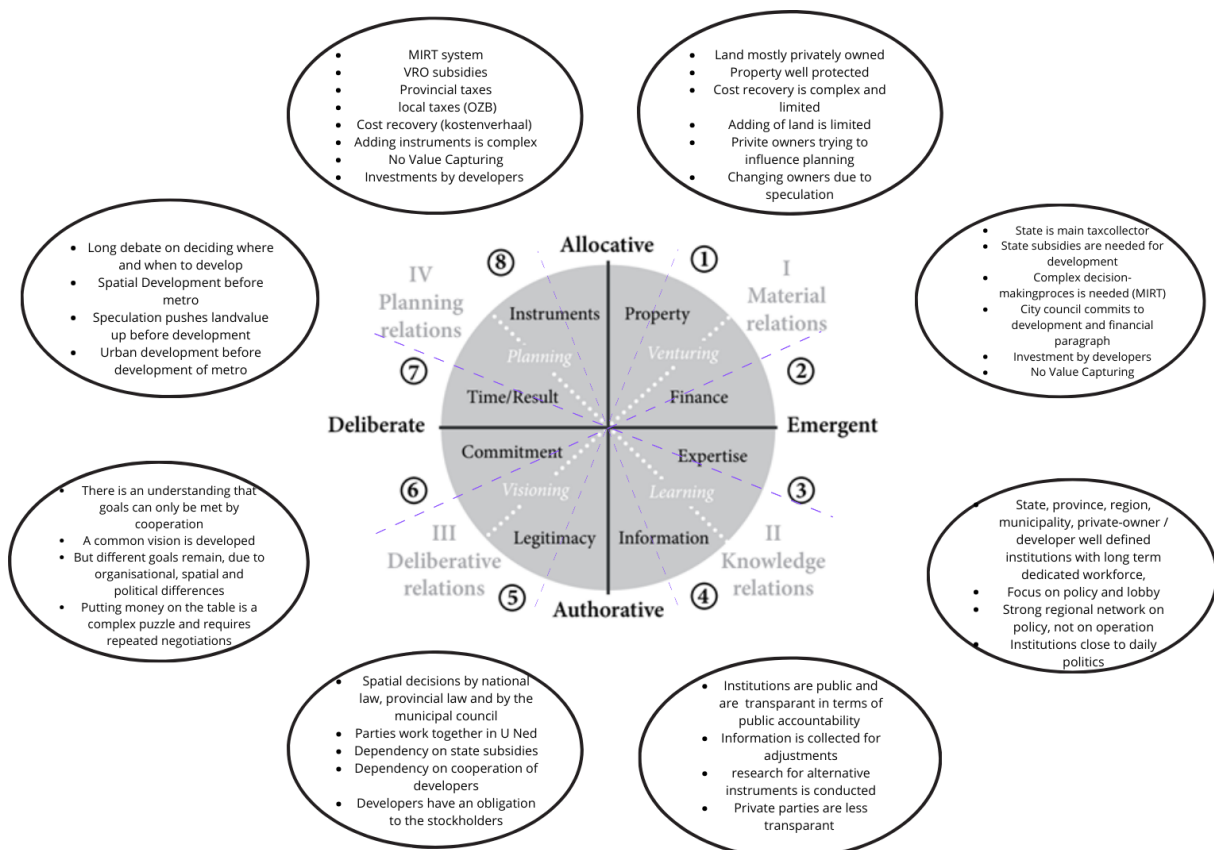 • MIRT system
• VRO subsidies
• Provincial taxes
• local taxes (OZB)
• Cost recovery (kostenverhaal)
• Adding instruments is complex
• No Value Capturing
• Investments by developers
• Land mostly privately owned
• Property well protected
• Cost recovery is complex and
limited
• Adding of land is limited
• Privite owners trying to
influence planning
• Changing owners due to
speculation
• Long debate on deciding where
and when to develop
• Spatial Development before
metro
• Speculation pushes landvalue
up before development
• Urban development before
development of metro
• State is main taxcollector
• State subsidies are needed for
development
• Complex decision-
makingproces is needed (MIRT)
• City council commits to
development and financial
paragraph
• Investment by developers
• No Value Capturing
Allocative
⑧
①
IV
Planning
relations
I
Material
relations
Instruments
Property
Planning
Venturing
⑦
②
Time/Result
Finance
Deliberate
Emergent
Commitment
Expertise
⑥
③
Visioning
Learning
III
Deliberative
relations
II
Knowledge
relations
Legitimacy
Information
⑤
④
Authorative
• There is an understanding that
goals can only be met by
cooperation
• A common vision is developed
• But different goals remain, due to
organisational, spatial and
political differences
• Putting money on the table is a
complex puzzle and requires
repeated negotiations
• State, province, region,
municipality, private-owner /
developer well defined
institutions with long term
dedicated workforce,
• Focus on policy and lobby
• Strong regional network on
policy, not on operation
• Institutions close to daily
politics
• Spatial decisions by national
law, provincial law and by the
municipal council
• Parties work together in U Ned
• Dependency on state subsidies
• Dependency on cooperation of
developers
• Developers have an obligation
to the stockholders
• Institutions are public and
are transparant in terms of
public accountability
• Information is collected for
adjustments
• research for alternative
instruments is conducted
• Private parties are less
transparant